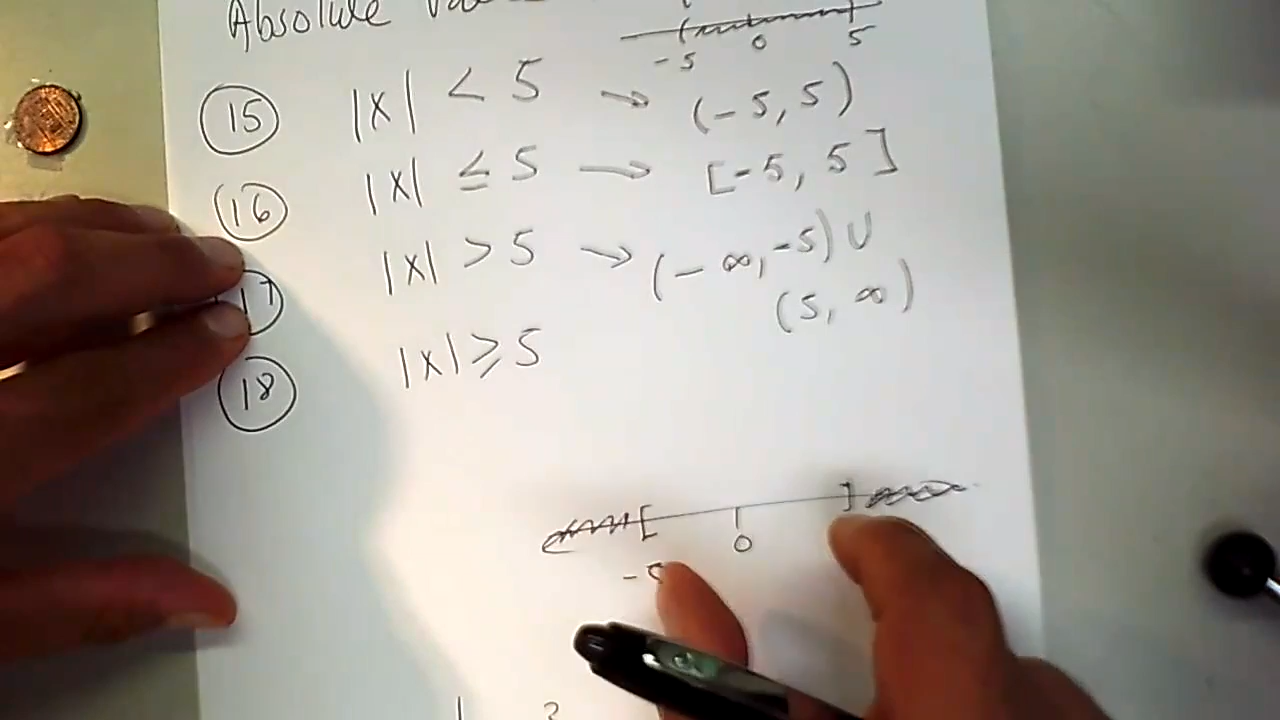 Absolute
-5 0 5
15 |x| < 5 → (-5, 5)
16 |x| ≤ 5 → [-5, 5]
17 |x| > 5 → (-∞, -5) ∪
(5, ∞)
18 |x| ≥ 5
[ ]
0
-5